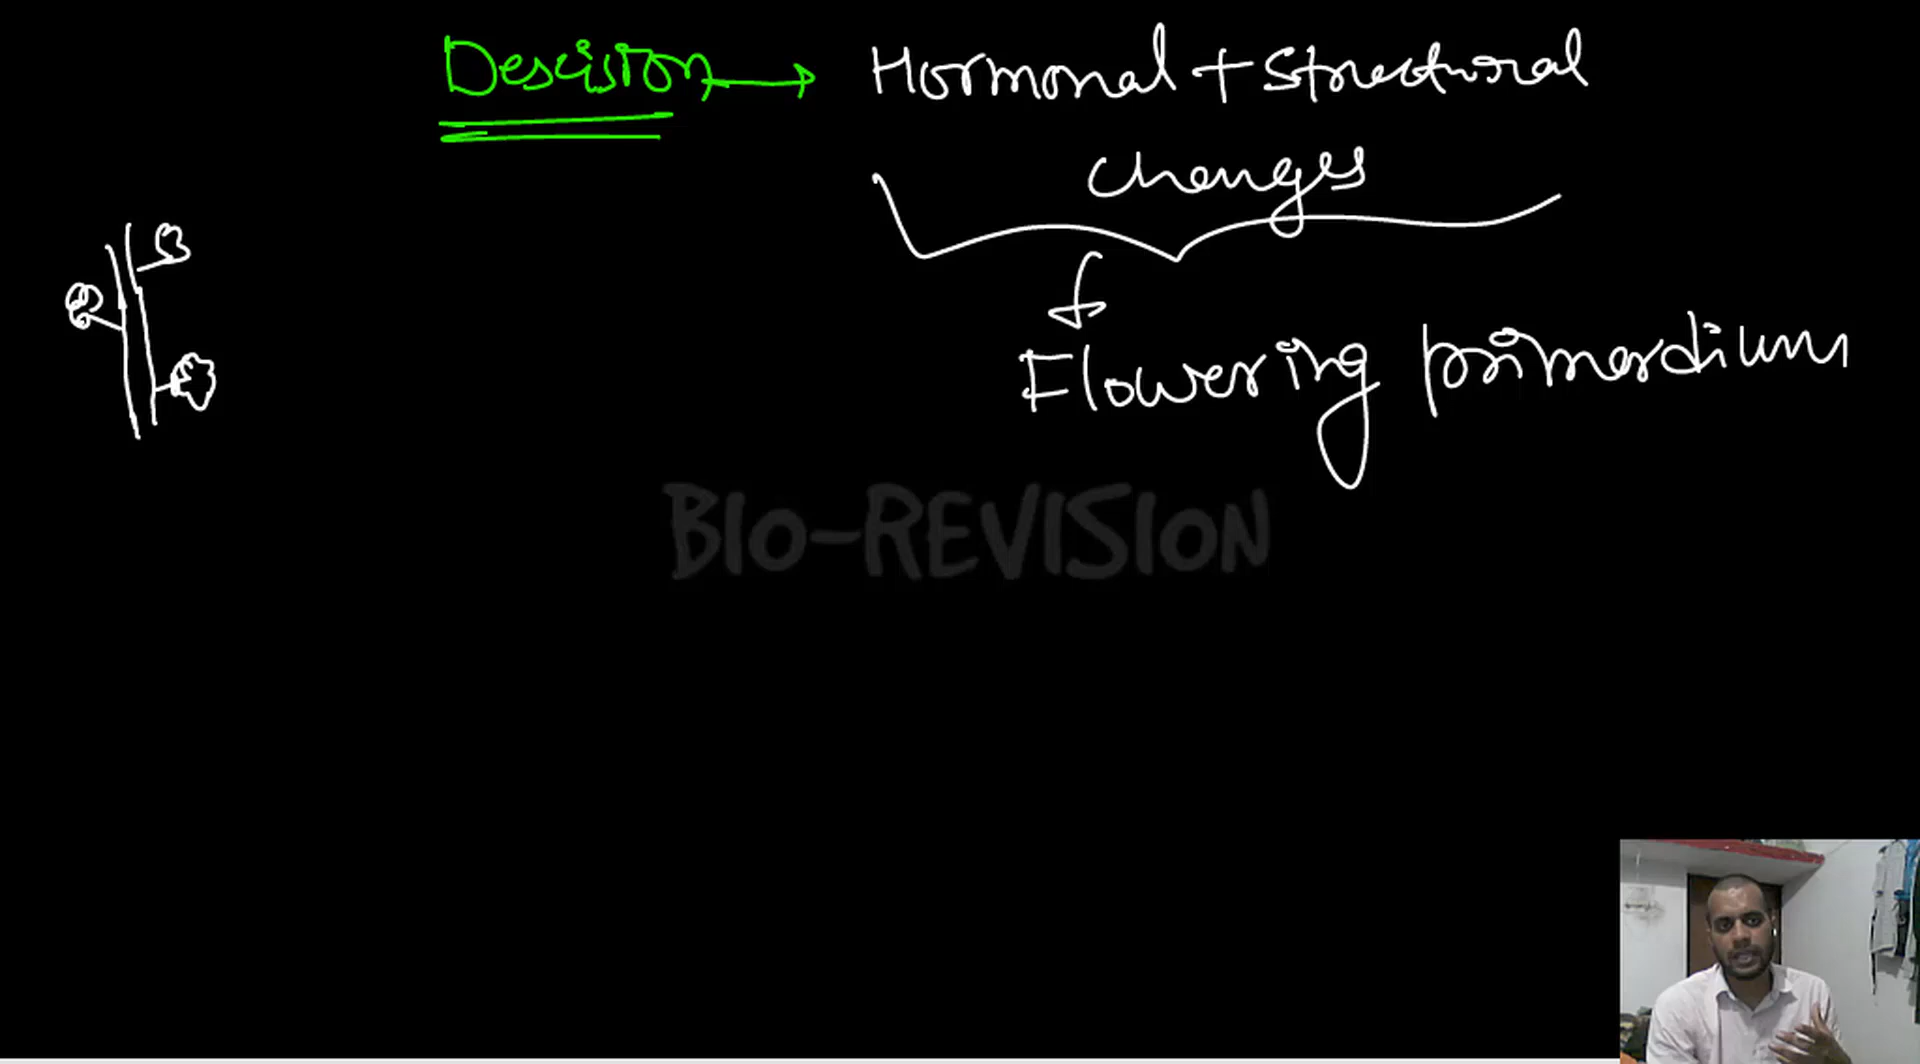 Descision → Hormonal + Structural
changes
Flowering primordium
BIO-REVISION